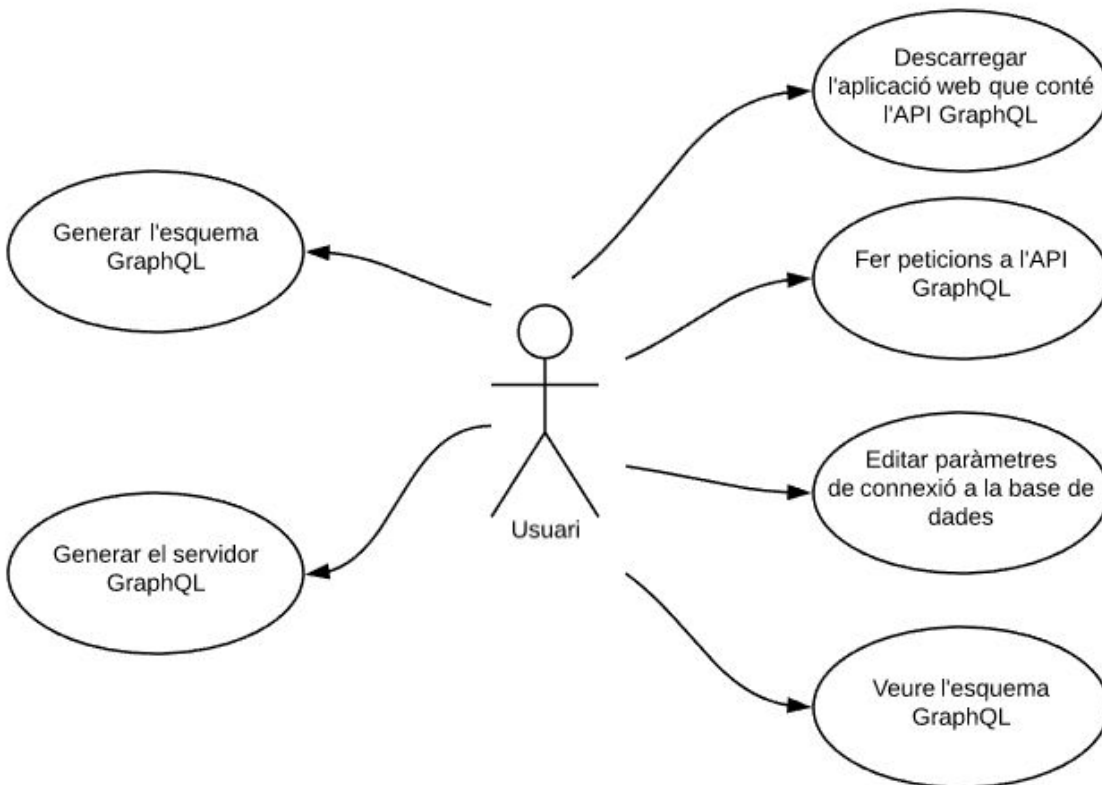 Descarregar
l'aplicació web que conté
l'API GraphQL
Generar l'esquema
GraphQL
Fer peticions a l'API
GraphQL
Editar paràmetres
de connexió a la base de
dades
Usuari
Generar el servidor
GraphQL
Veure l'esquema
GraphQL